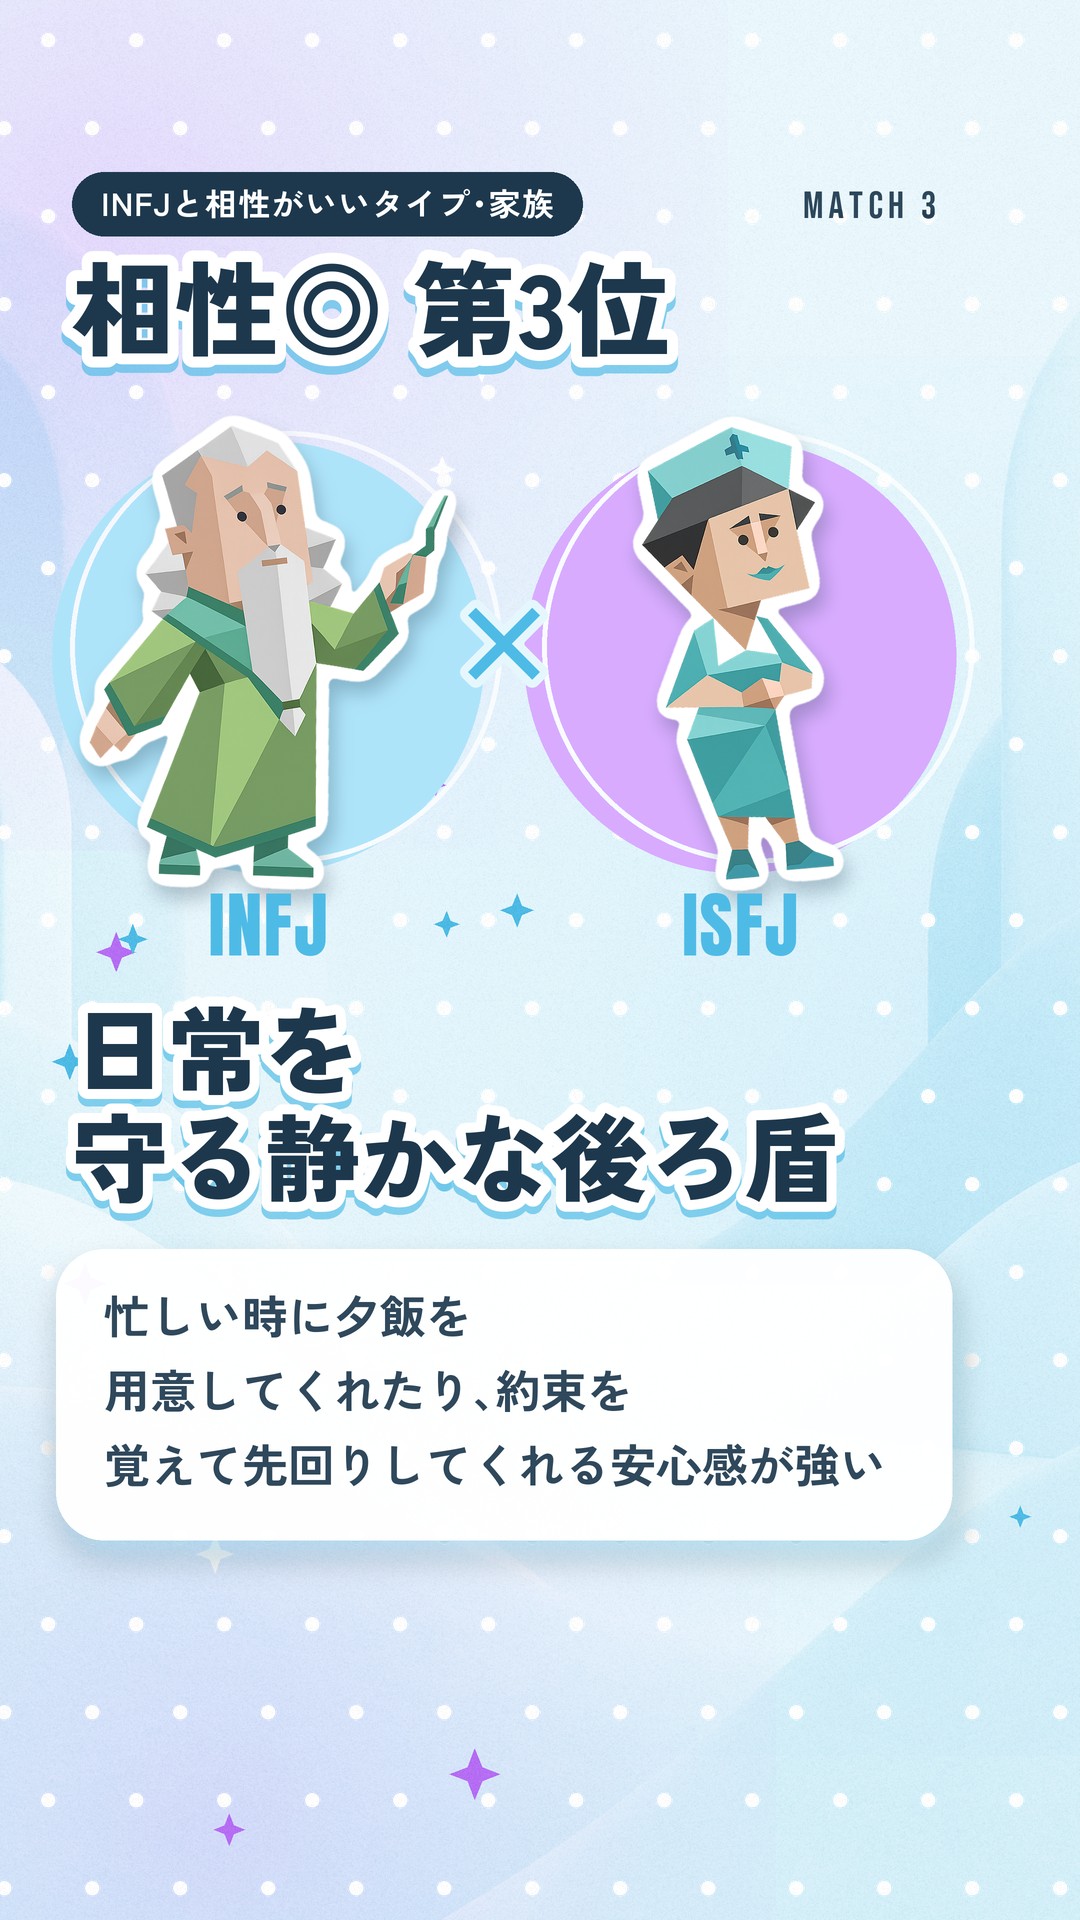 INFJと相性がいいタイプ・家族
MATCH 3
相性◎ 第3位
×
INFJ
ISFJ
日常を
守る静かな後ろ盾
忙しい時に夕飯を
用意してくれたり、約束を
覚えて先回りしてくれる安心感が強い